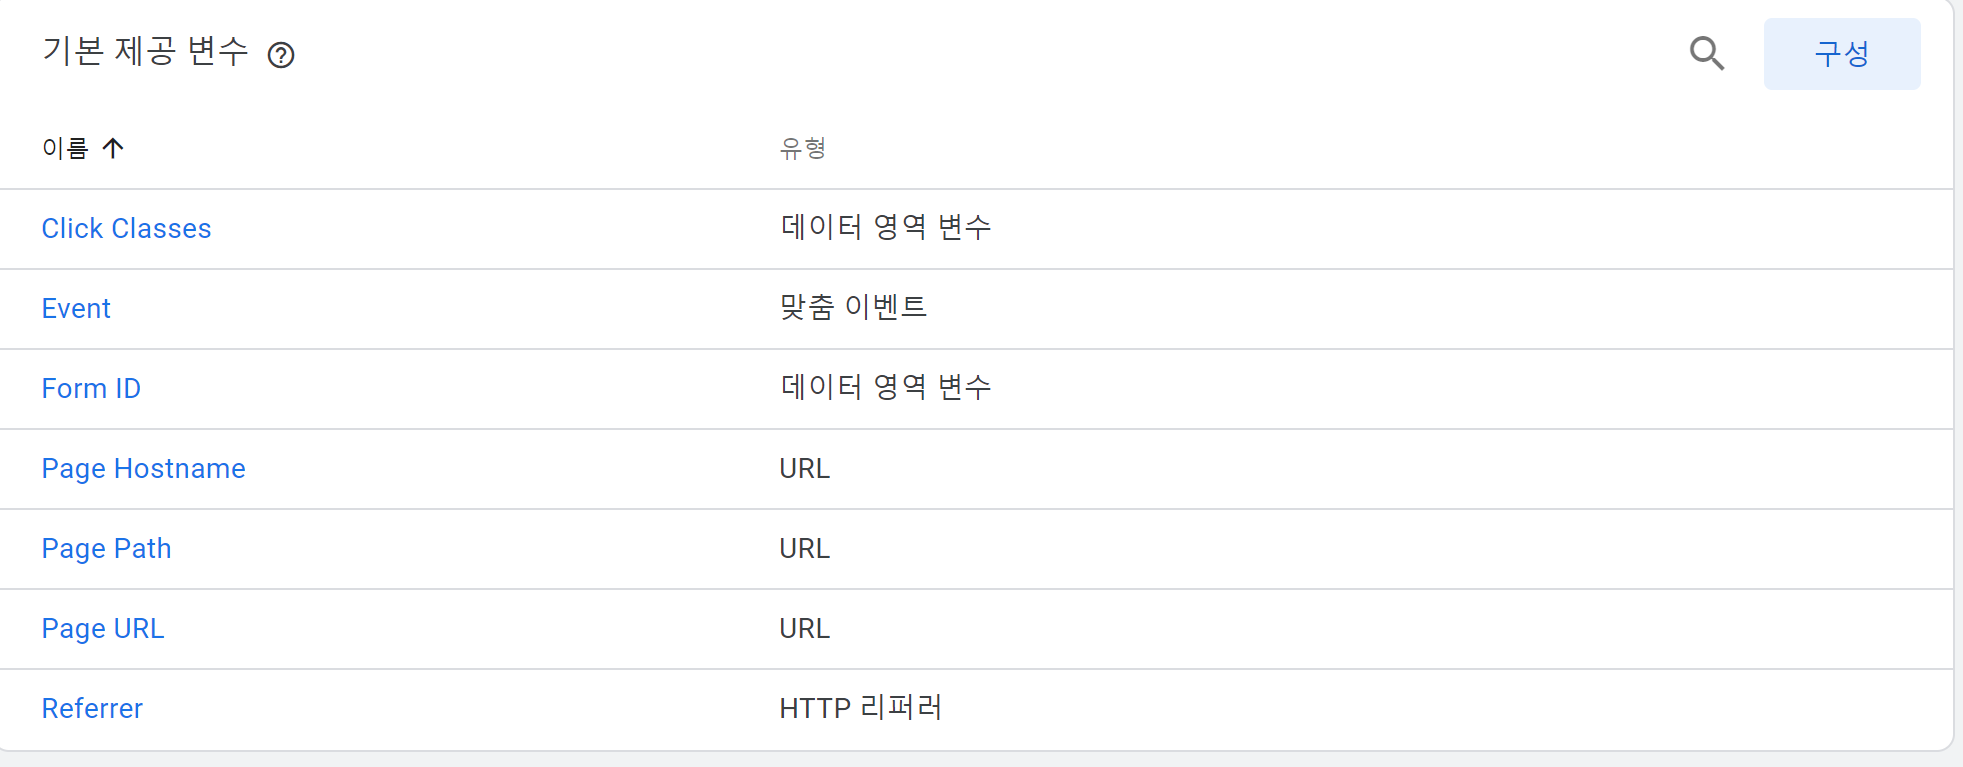 기본 제공 변수
구성
이름 유형
Click Classes 데이터 영역 변수
Event 맞춤 이벤트
Form ID 데이터 영역 변수
Page Hostname URL
Page Path URL
Page URL URL
Referrer HTTP 리퍼러